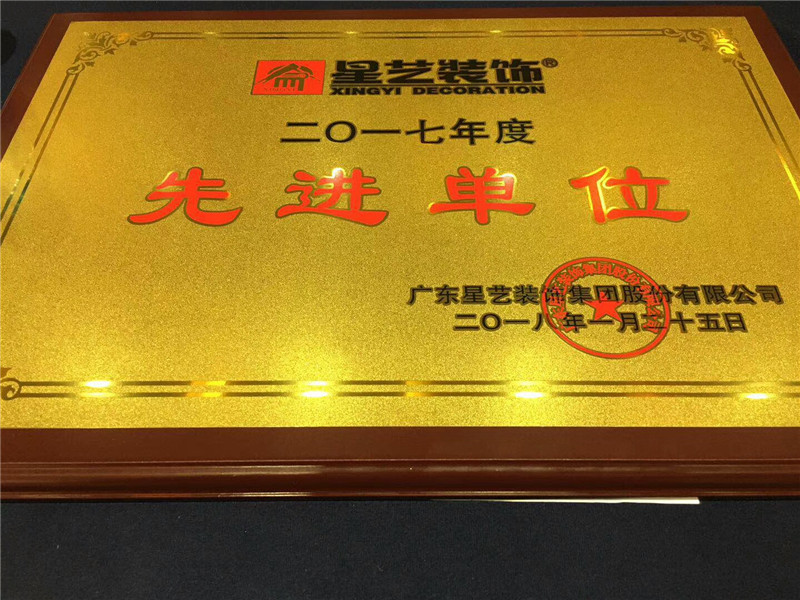 星艺装饰®
XINGYI DECORATION
二〇一七年度
先进单位
广东星艺装饰集团股份有限公司
二〇一八年一月二十五日